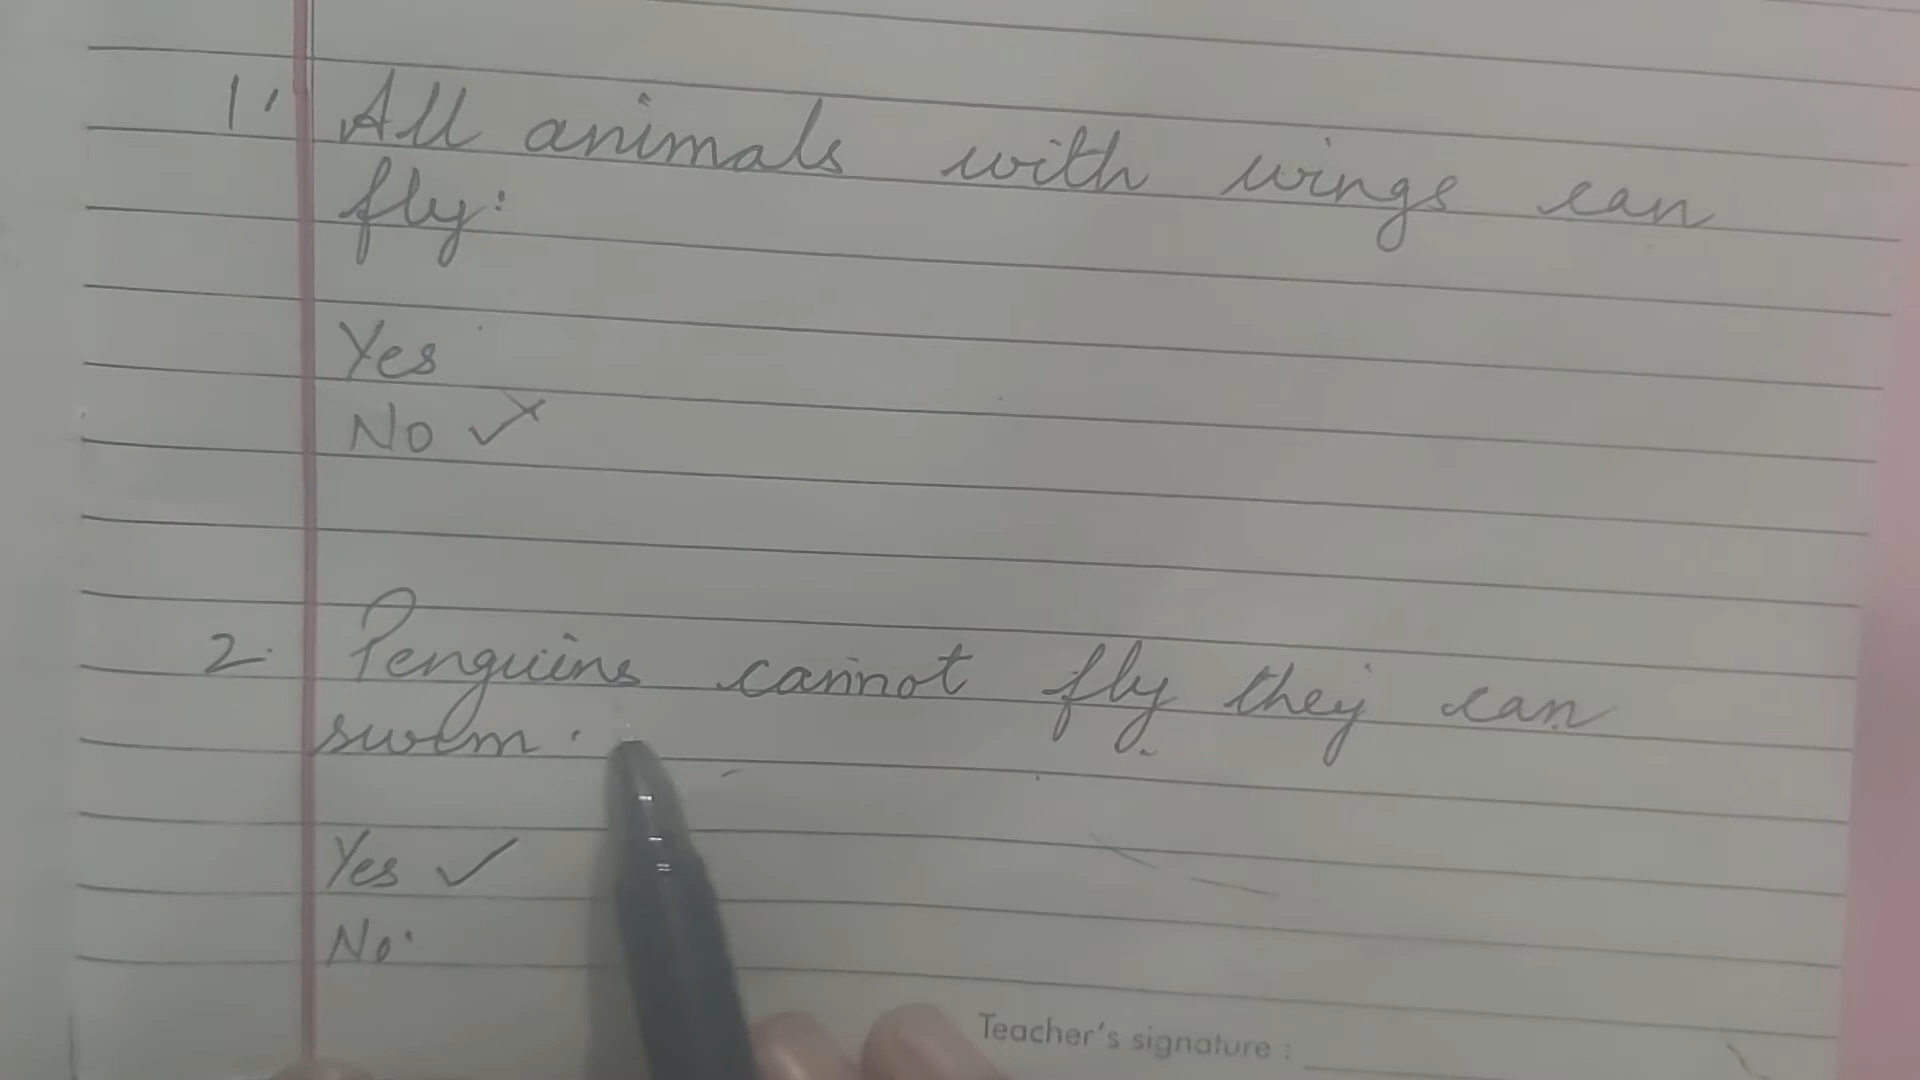 1. All animals with wings can
fly:
Yes
No ✓
2. Penguins cannot fly they can
swim.
Yes ✓
No.
Teacher's signature :